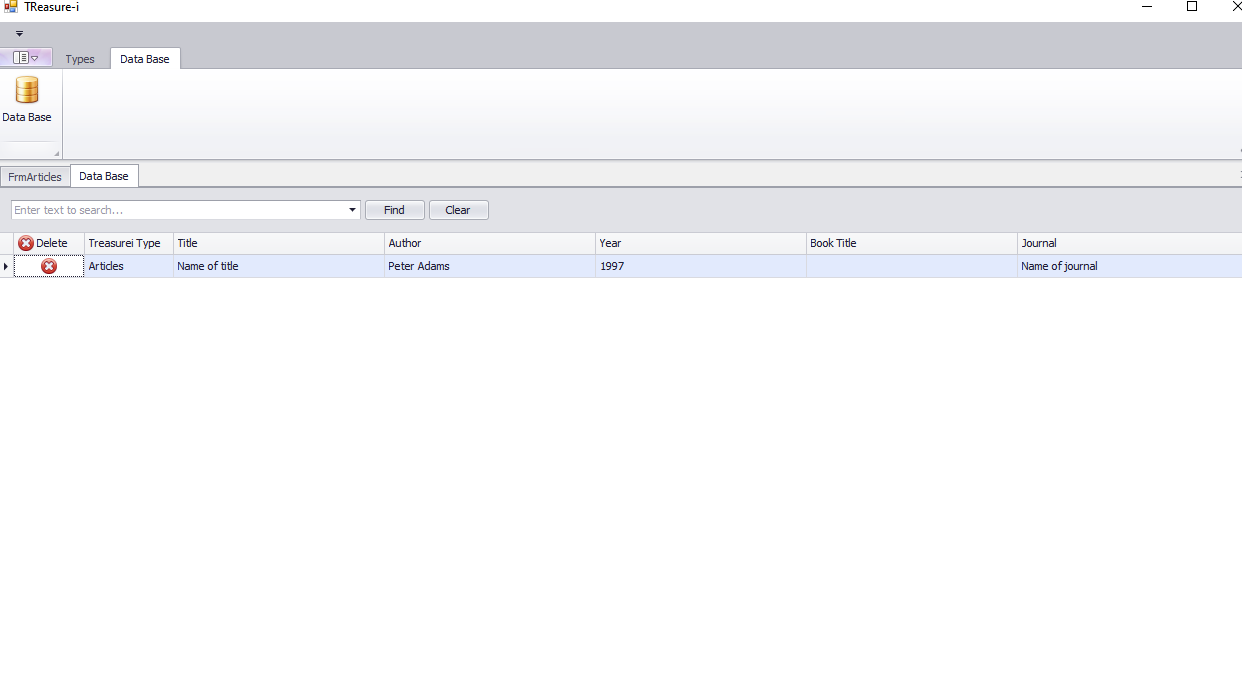 TReasure-i
Types Data Base
Data Base
FrmArticles Data Base
Enter text to search... Find Clear
Delete Treasurei Type Title Author Year Book Title Journal
Articles Name of title Peter Adams 1997 Name of journal